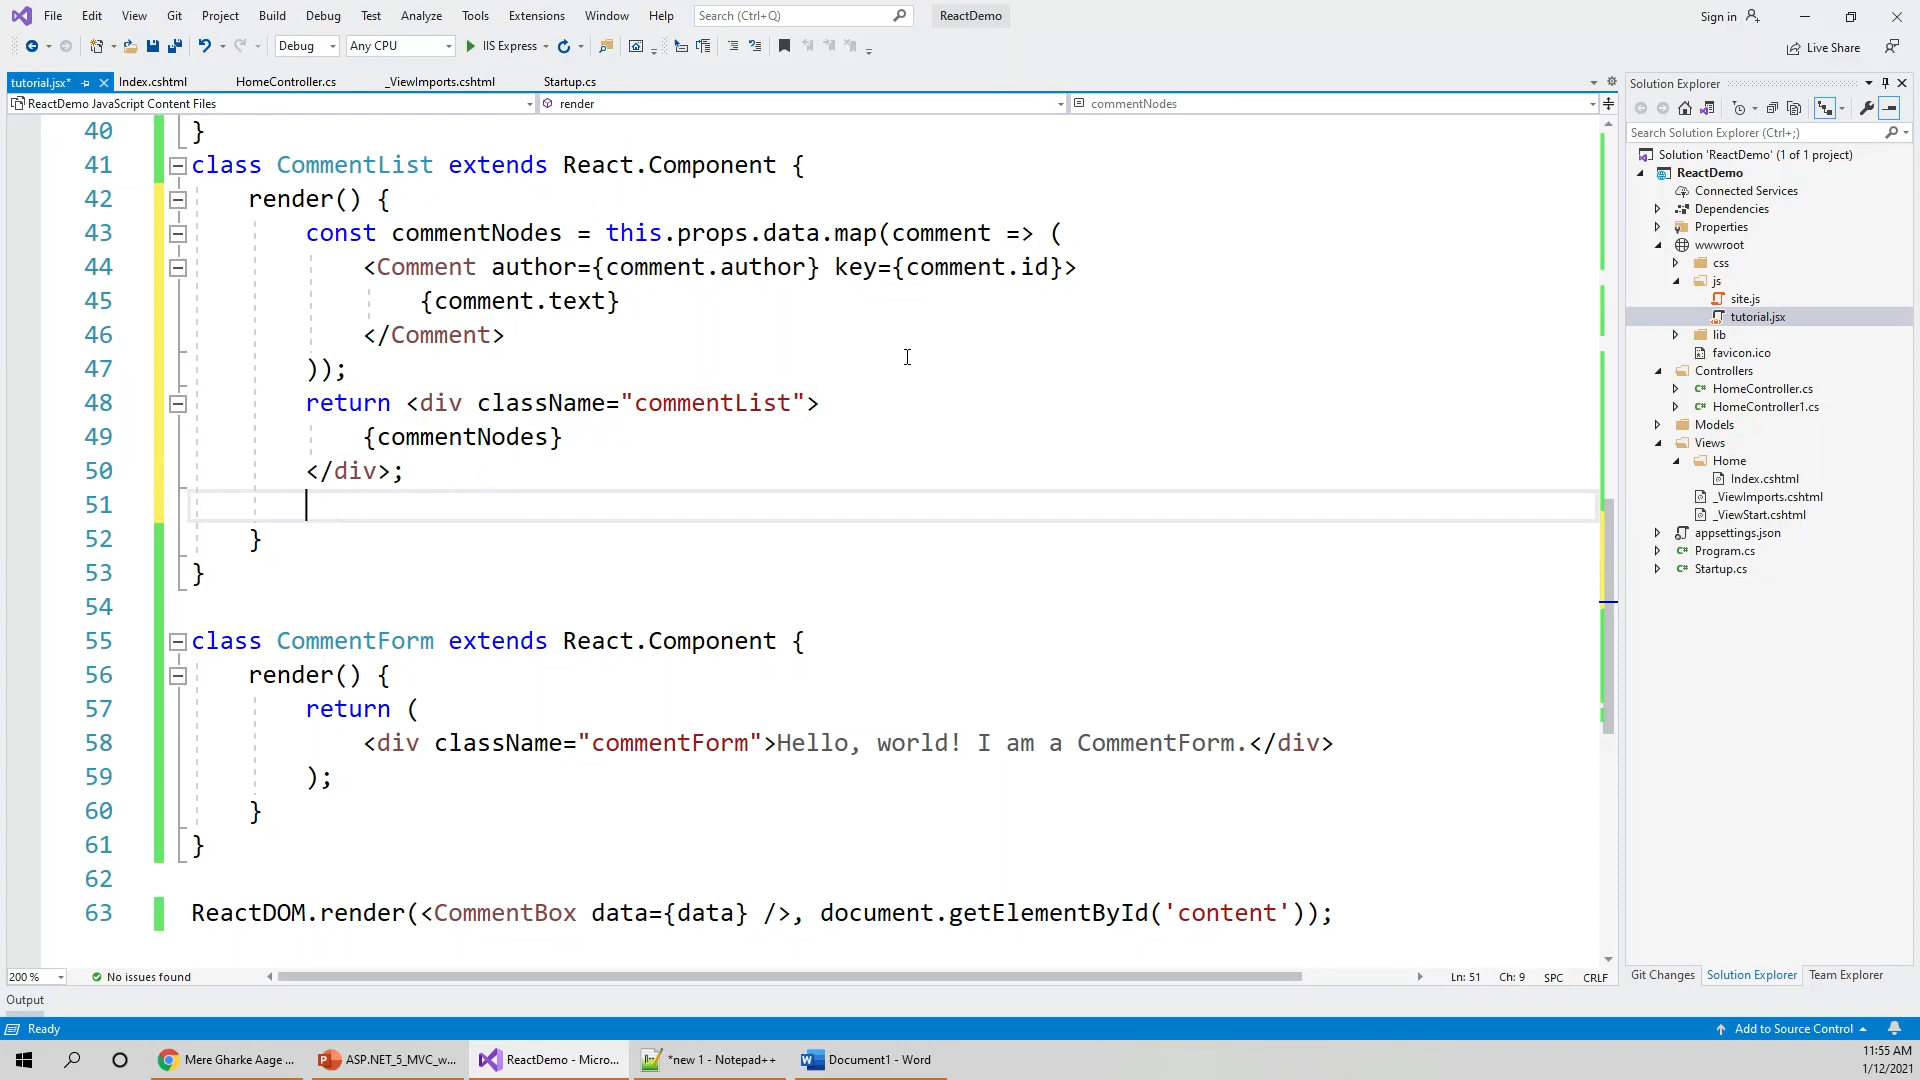 File Edit View Git Project Build Debug Test Analyze Tools Extensions Window Help Search (Ctrl+Q) ReactDemo Sign in
Debug Any CPU IIS Express Live Share
tutorial.jsx* Index.cshtml HomeController.cs _ViewImports.cshtml Startup.cs
ReactDemo JavaScript Content Files render commentNodes
40 }
41 class CommentList extends React.Component {
42 render() {
43 const commentNodes = this.props.data.map(comment => (
44 <Comment author={comment.author} key={comment.id}>
45 {comment.text}
46 </Comment>
47 ));
48 return <div className="commentList">
49 {commentNodes}
50 </div>;
51
52 }
53 }
54
55 class CommentForm extends React.Component {
56 render() {
57 return (
58 <div className="commentForm">Hello, world! I am a CommentForm.</div>
59 );
60 }
61 }
62
63 ReactDOM.render(<CommentBox data={data} />, document.getElementById('content'));
200 % No issues found Ln: 51 Ch: 9 SPC CRLF
Output
Solution Explorer
Search Solution Explorer (Ctrl+;)
Solution 'ReactDemo' (1 of 1 project)
ReactDemo
Connected Services
Dependencies
Properties
wwwroot
css
js
site.js
tutorial.jsx
lib
favicon.ico
Controllers
C# HomeController.cs
C# HomeController1.cs
Models
Views
Home
Index.cshtml
_ViewImports.cshtml
_ViewStart.cshtml
appsettings.json
C# Program.cs
C# Startup.cs
Git Changes Solution Explorer Team Explorer
Ready Add to Source Control
Mere Gharke Aage ... ASP.NET_5_MVC_w... ReactDemo - Micro... *new 1 - Notepad++ Document1 - Word
11:55 AM
1/12/2021